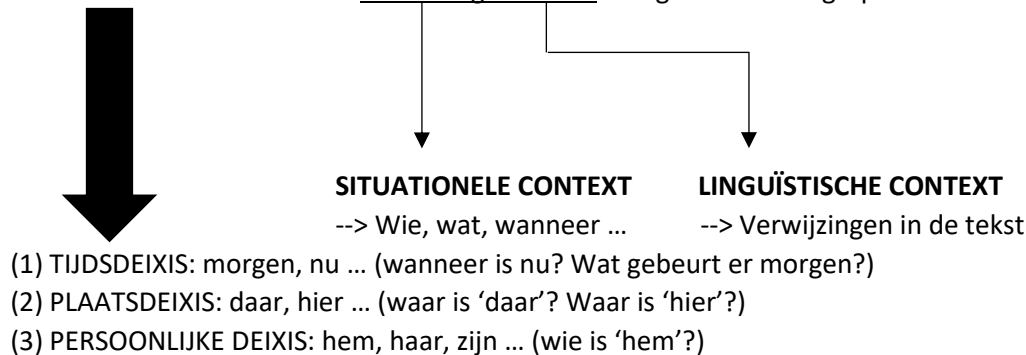 SITUATIONELE CONTEXT LINGUÏSTISCHE CONTEXT
--> Wie, wat, wanneer … --> Verwijzingen in de tekst
(1) TIJDSDEIXIS: morgen, nu … (wanneer is nu? Wat gebeurt er morgen?)
(2) PLAATSDEIXIS: daar, hier … (waar is ‘daar’? Waar is ‘hier’?)
(3) PERSOONLIJKE DEIXIS: hem, haar, zijn … (wie is ‘hem’?)